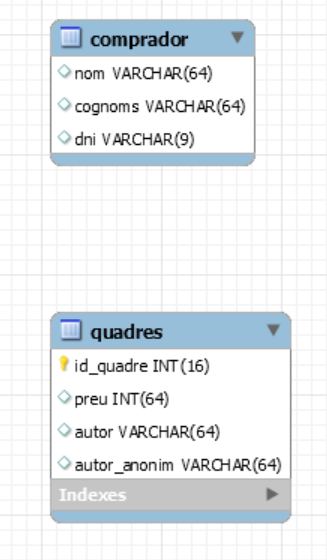 comprador
nom VARCHAR(64)
cognoms VARCHAR(64)
dni VARCHAR(9)
quadres
id_quadre INT(16)
preu INT(64)
autor VARCHAR(64)
autor_anonim VARCHAR(64)
Indexes